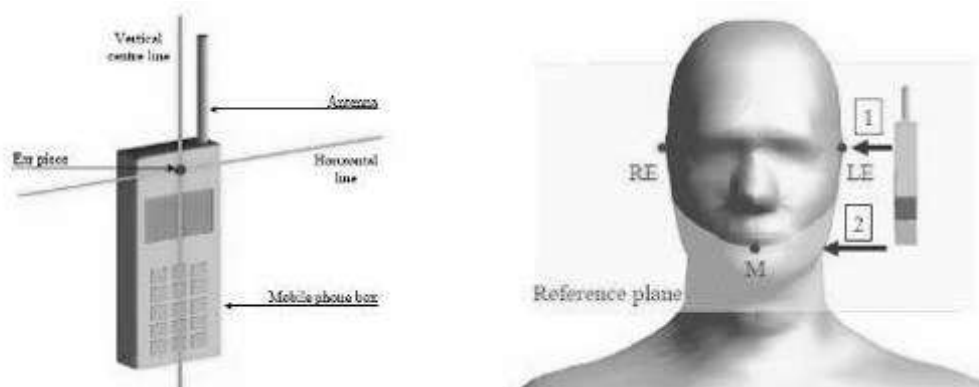 Vertical
centre line
Antenna
Ear piece
Horizontal
line
Mobile phone box
1
RE
LE
2
M
Reference plane